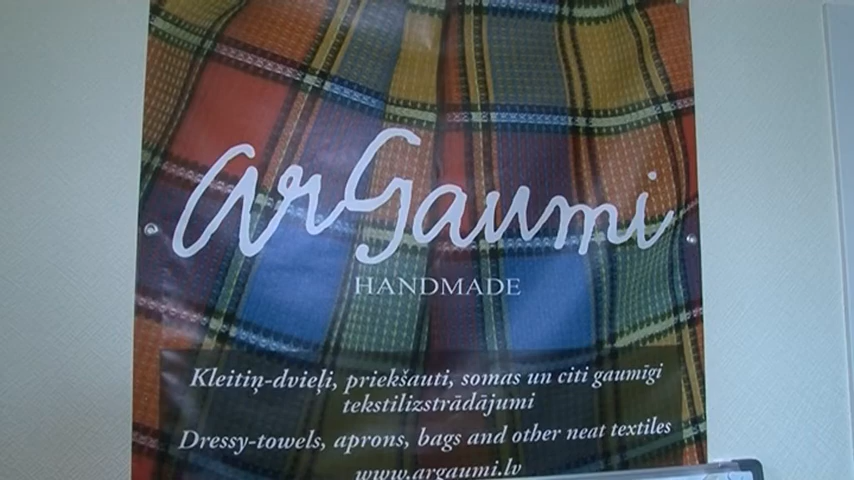 arGaumi
HANDMADE
Kleitiņ-dvieļi, priekšauti, somas un citi gaumīgi
tekstilizstrādājumi
Dressy-towels, aprons, bags and other neat textiles
www.argaumi.lv